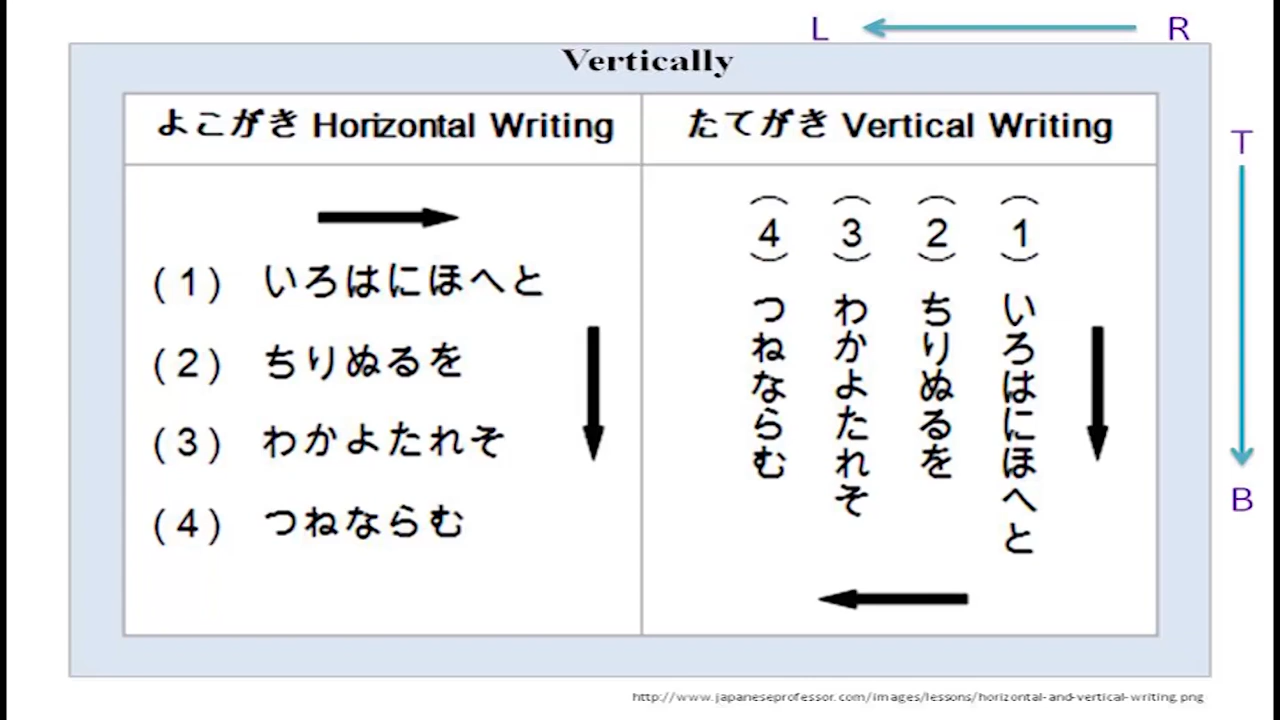 L R
Vertically
T
よこがき Horizontal Writing
たてがき Vertical Writing
(1) いろはにほへと
(2) ちりぬるを
(3) わかよたれそ
(4) つねならむ
(1) いろはにほへと
(2) ちりぬるを
(3) わかよたれそ
(4) つねならむ
B
http://www.japaneseprofessor.com/images/lessons/horizontal-and-vertical-writing.png